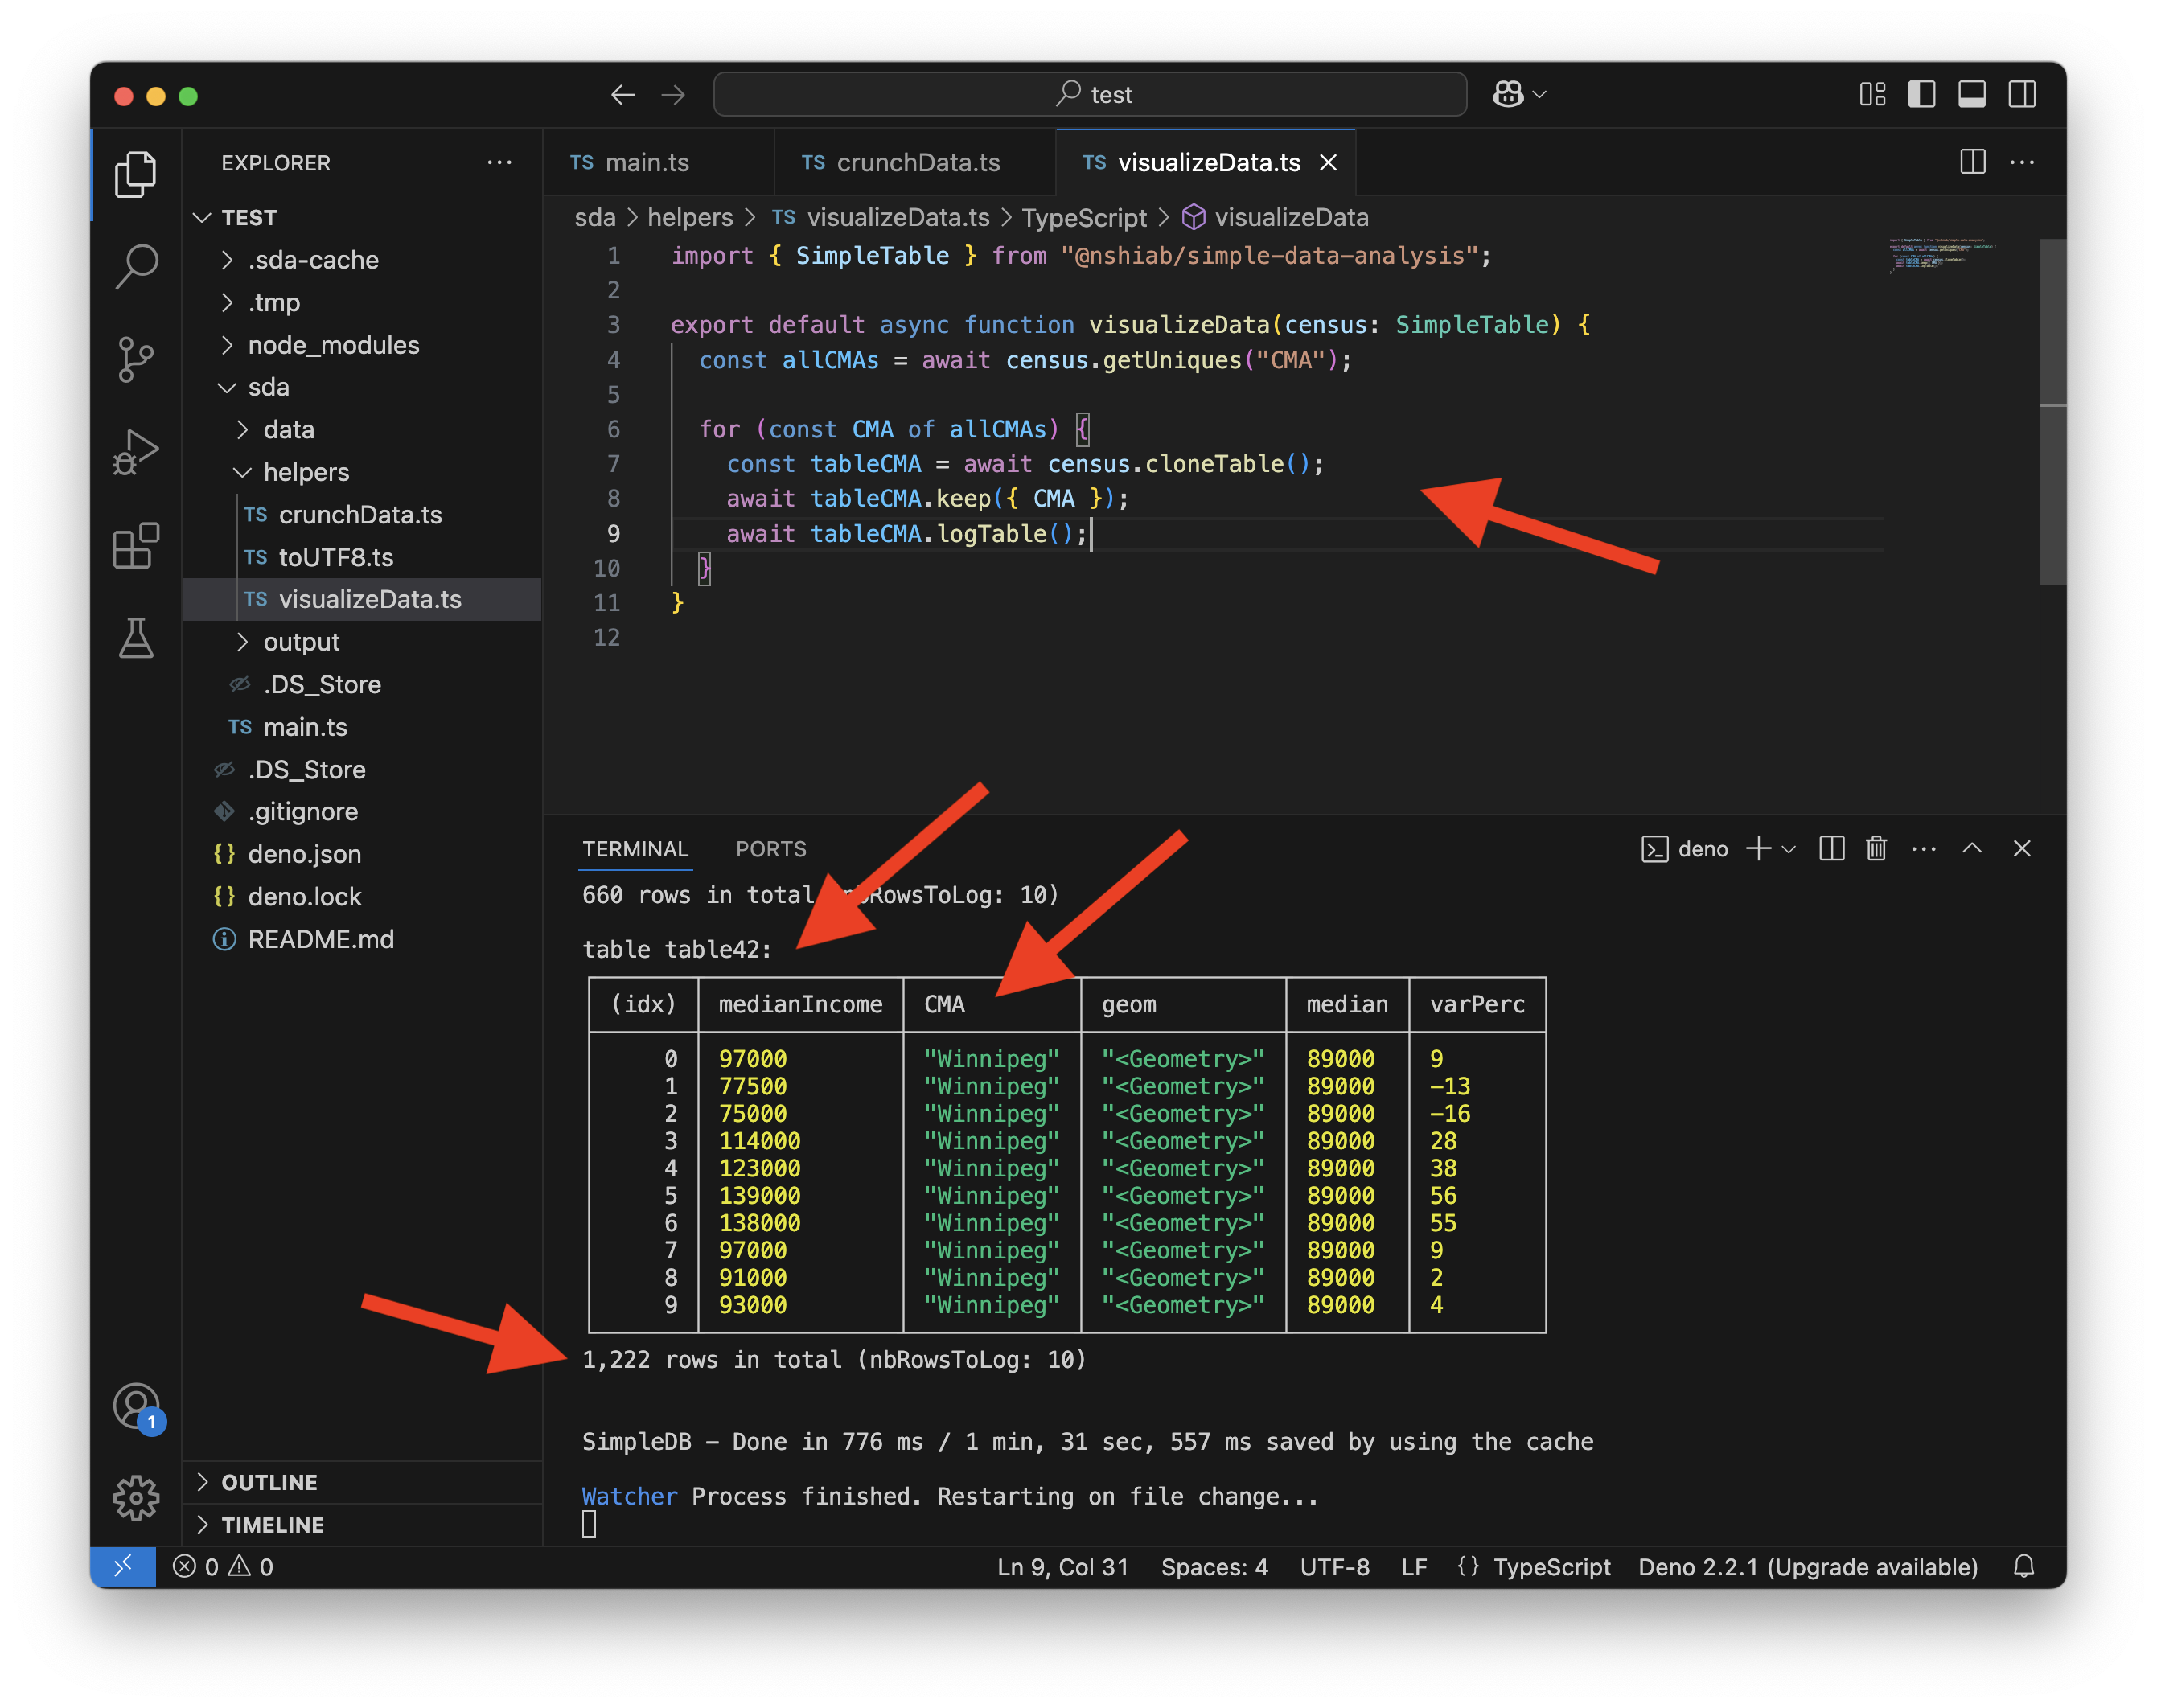 test
EXPLORER
TEST
.sda-cache
.tmp
node_modules
sda
data
helpers
TS crunchData.ts
TS toUTF8.ts
TS visualizeData.ts
output
.DS_Store
TS main.ts
.DS_Store
.gitignore
{} deno.json
{} deno.lock
README.md
OUTLINE
TIMELINE
1
TS main.ts
TS crunchData.ts
TS visualizeData.ts
sda > helpers > TS visualizeData.ts > TypeScript > visualizeData
1 import { SimpleTable } from "@nshiab/simple-data-analysis";
2
3 export default async function visualizeData(census: SimpleTable) {
4 const allCMAs = await census.getUniques("CMA");
5
6 for (const CMA of allCMAs) {
7 const tableCMA = await census.cloneTable();
8 await tableCMA.keep({ CMA });
9 await tableCMA.logTable();
10 }
11 }
12
TERMINAL PORTS
deno
660 rows in total RowsToLog: 10)
table table42:
(idx) medianIncome CMA geom median varPerc
0 97000 "Winnipeg" "<Geometry>" 89000 9
1 77500 "Winnipeg" "<Geometry>" 89000 -13
2 75000 "Winnipeg" "<Geometry>" 89000 -16
3 114000 "Winnipeg" "<Geometry>" 89000 28
4 123000 "Winnipeg" "<Geometry>" 89000 38
5 139000 "Winnipeg" "<Geometry>" 89000 56
6 138000 "Winnipeg" "<Geometry>" 89000 55
7 97000 "Winnipeg" "<Geometry>" 89000 9
8 91000 "Winnipeg" "<Geometry>" 89000 2
9 93000 "Winnipeg" "<Geometry>" 89000 4
1,222 rows in total (nbRowsToLog: 10)
SimpleDB - Done in 776 ms / 1 min, 31 sec, 557 ms saved by using the cache
Watcher Process finished. Restarting on file change...
0 0
Ln 9, Col 31 Spaces: 4 UTF-8 LF {} TypeScript Deno 2.2.1 (Upgrade available)